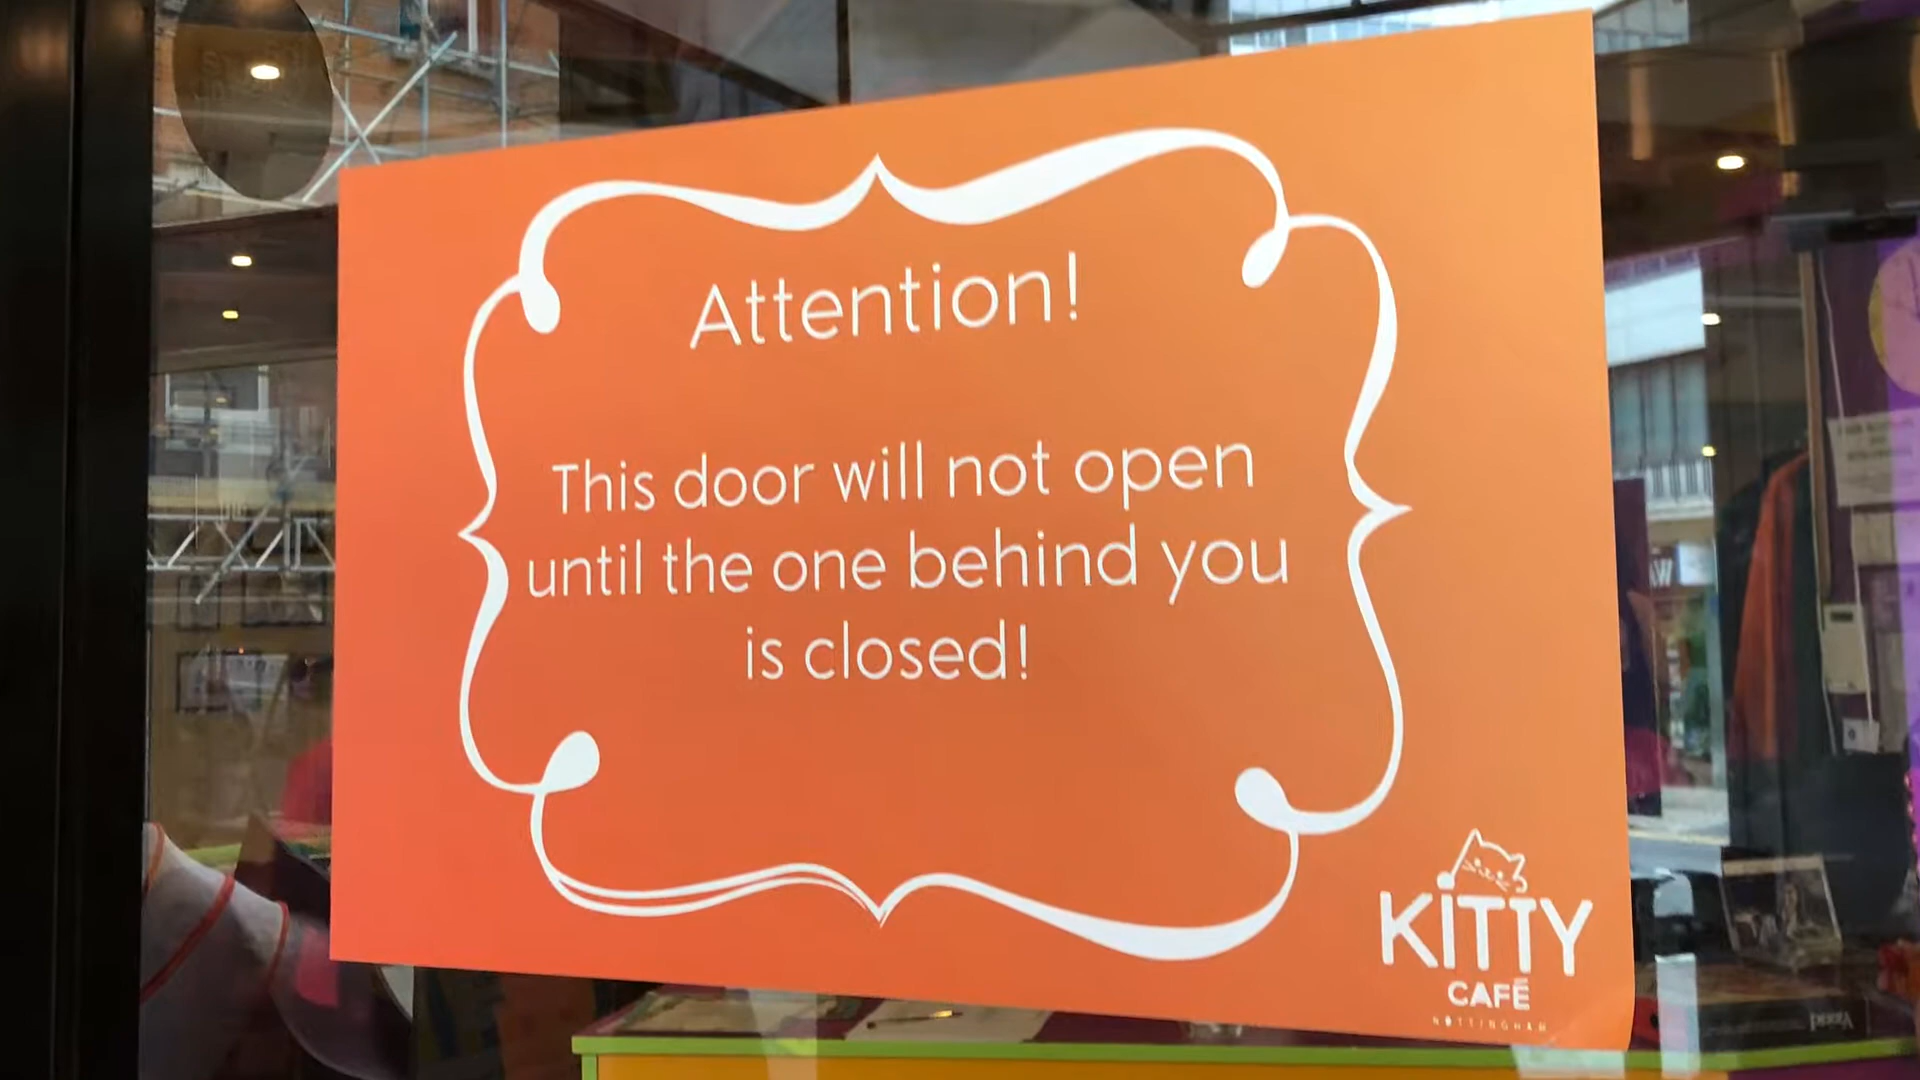 Attention!
This door will not open
until the one behind you
is closed!
KITTY
CAFÉ
NOTTINGHAM